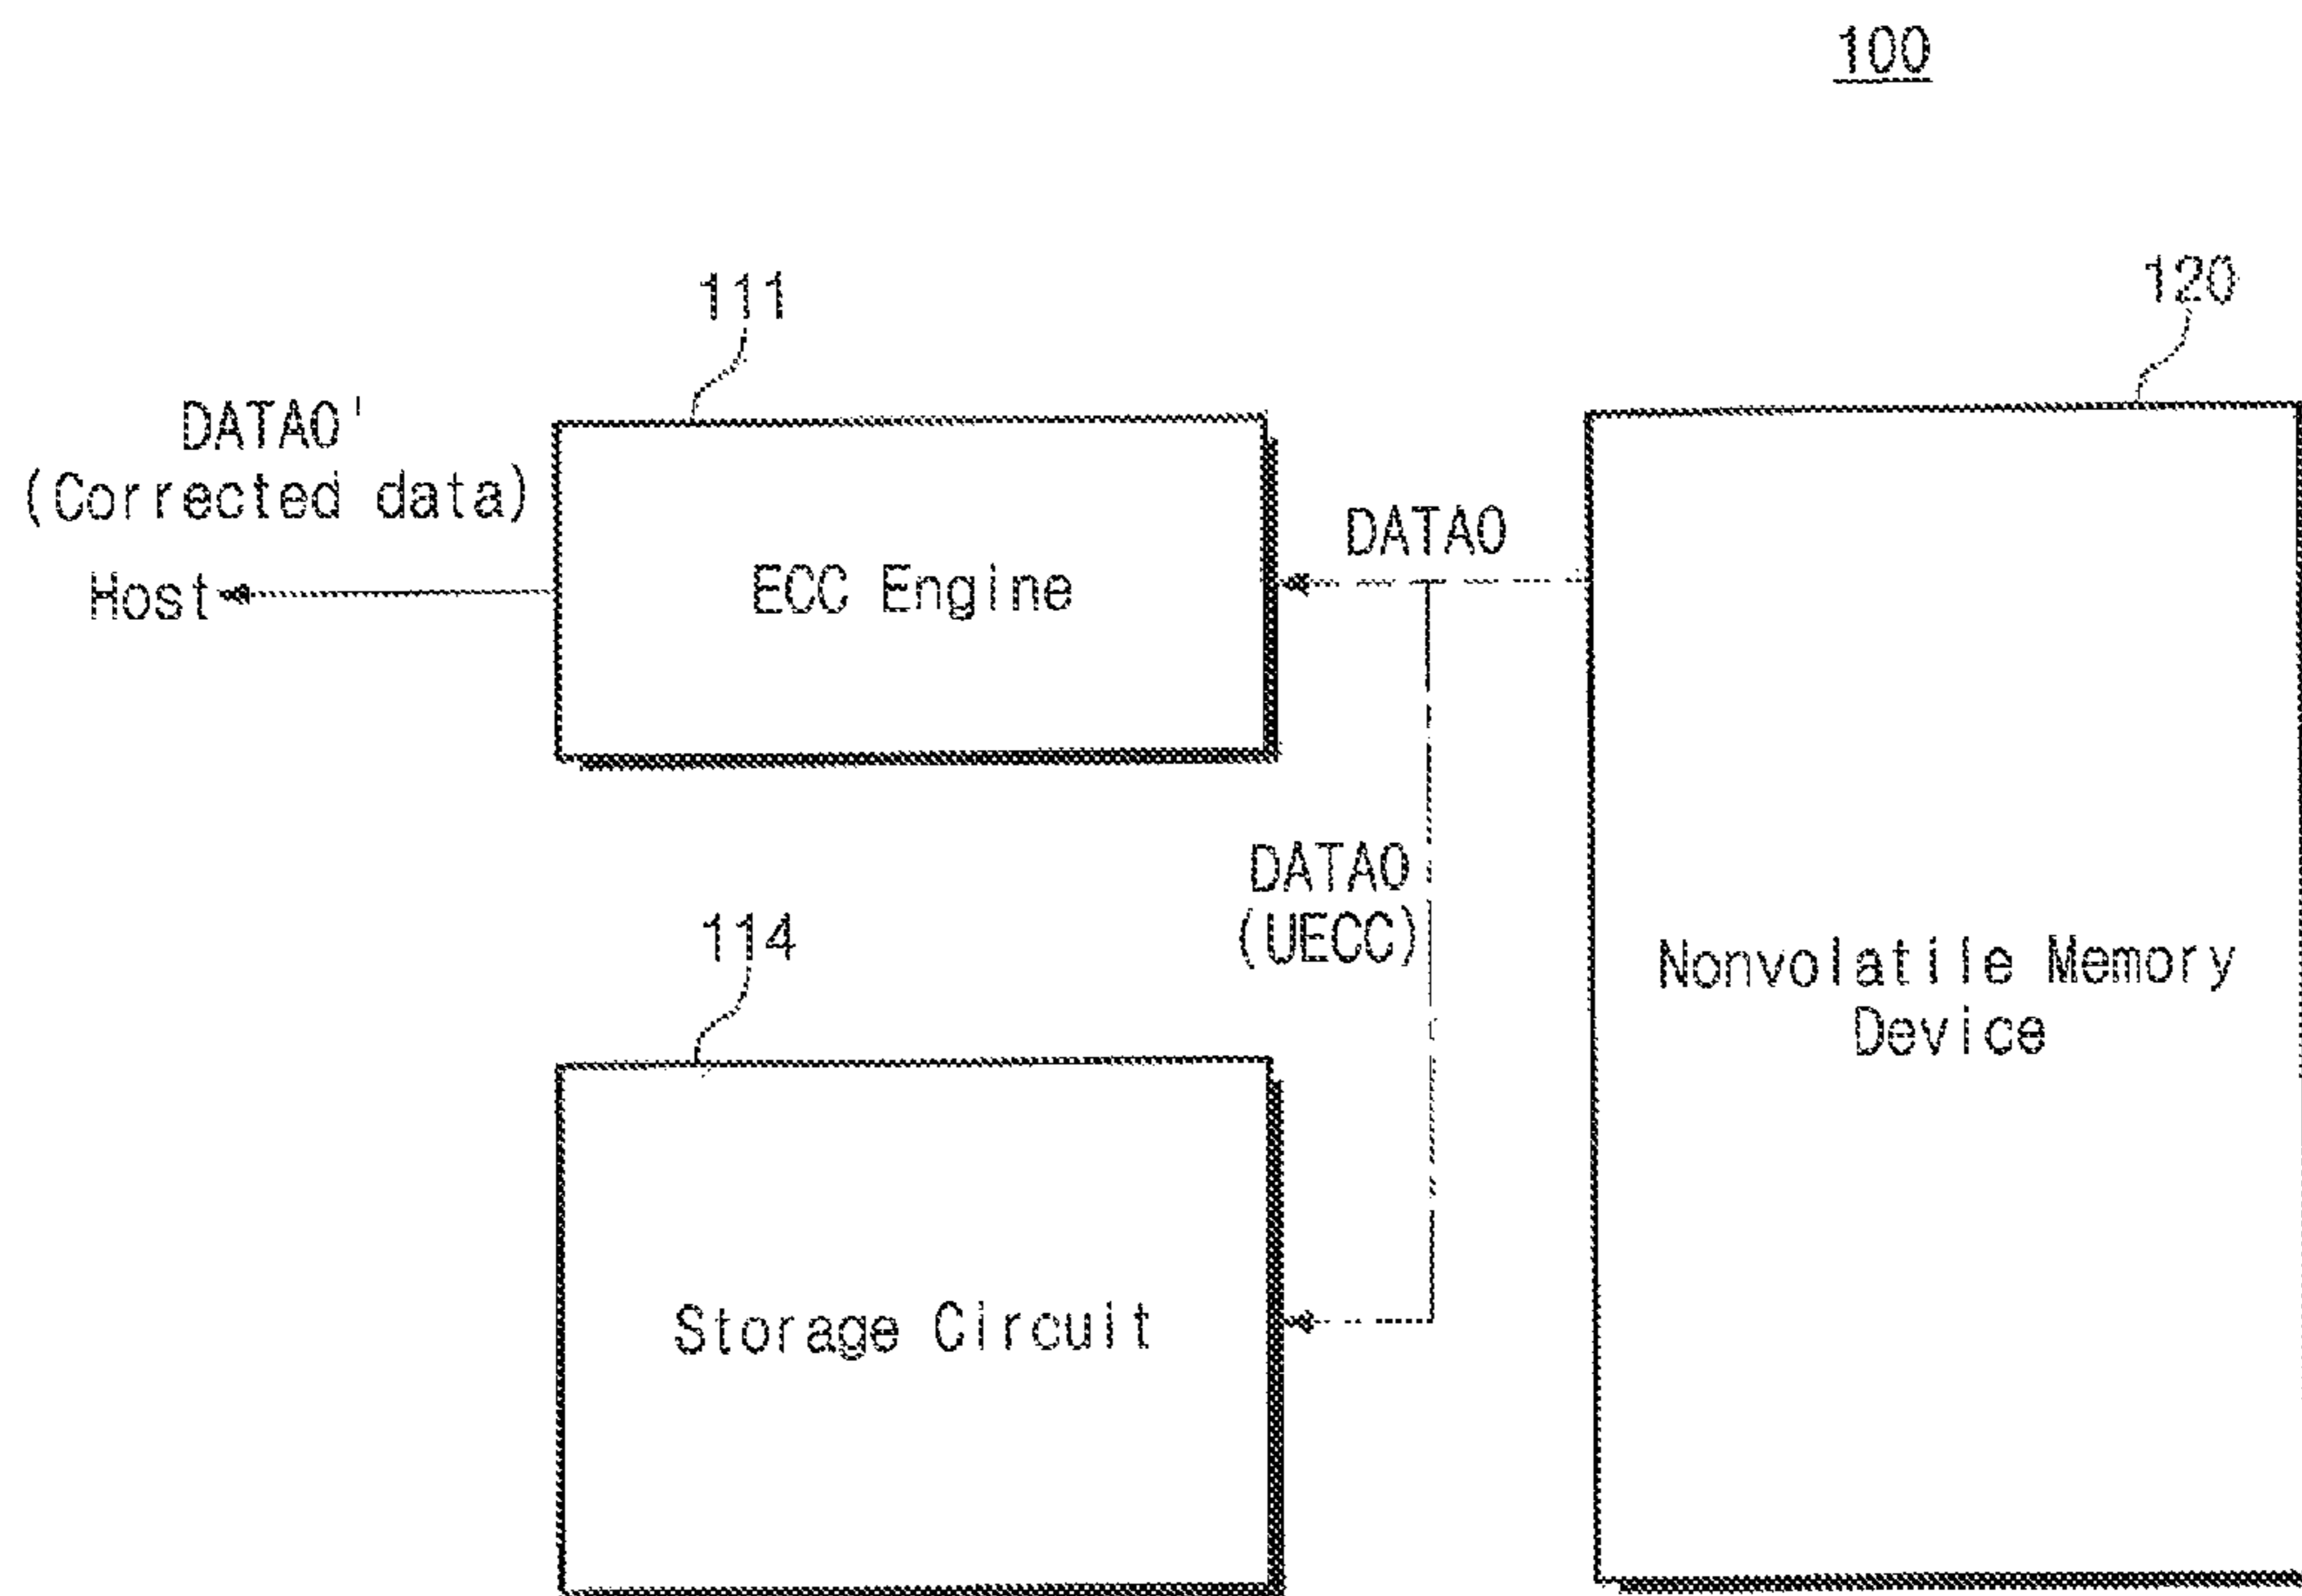 100
111
120
DATA0'
(Corrected data)
Host
ECC Engine
DATA0
DATA0
(UECC)
114
Nonvolatile Memory
Device
Storage Circuit